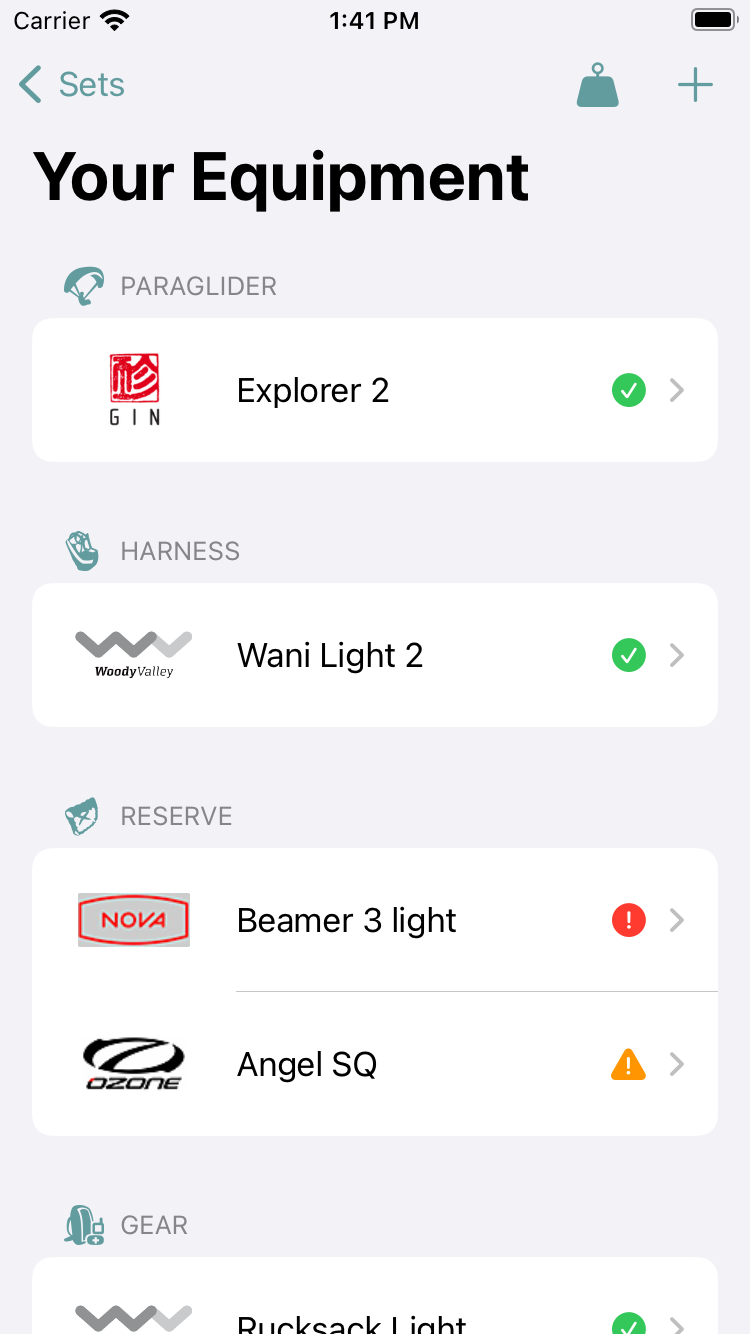 Carrier 1:41 PM
Sets
Your Equipment
PARAGLIDER
GIN
Explorer 2
HARNESS
WoodyValley
Wani Light 2
RESERVE
NOVA
Beamer 3 light
OZONE
Angel SQ
GEAR
Rucksack Light